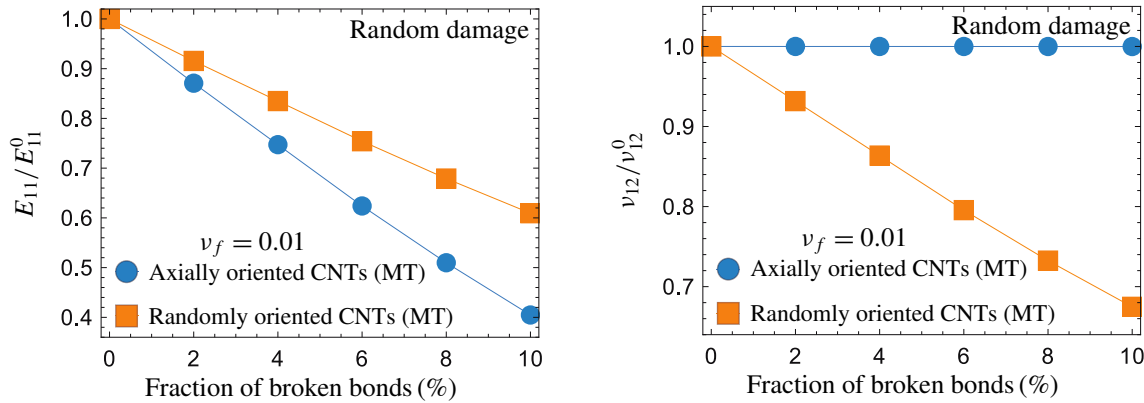 Random damage
1.0
0.9
0.8
0.7
0.6
0.5
0.4
E₁₁/E⁰₁₁
ν_f = 0.01
Axially oriented CNTs (MT)
Randomly oriented CNTs (MT)
0 2 4 6 8 10
Fraction of broken bonds (%)
Random damage
1.0
0.9
0.8
0.7
ν₁₂/ν⁰₁₂
ν_f = 0.01
Axially oriented CNTs (MT)
Randomly oriented CNTs (MT)
0 2 4 6 8 10
Fraction of broken bonds (%)